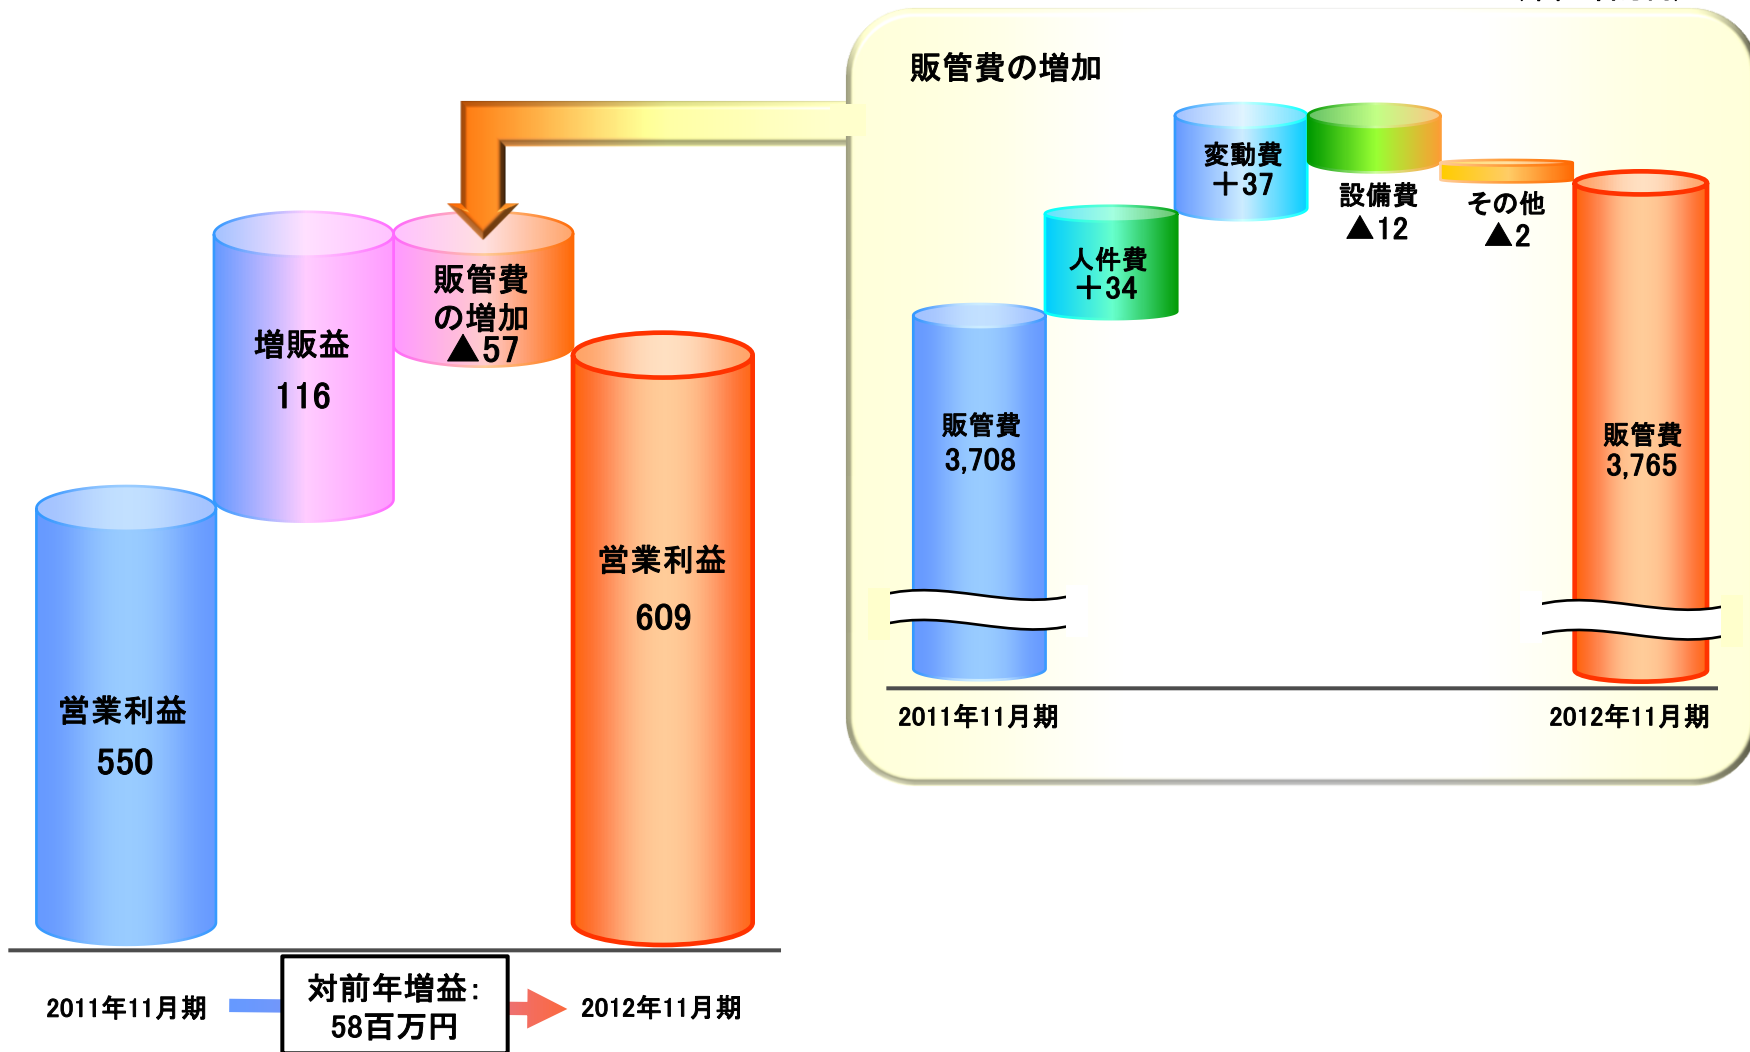 販管費の増加
変動費
＋37
設備費
▲12
その他
▲2
人件費
＋34
販管費
3,708
販管費
3,765
2011年11月期
2012年11月期
増販益
116
販管費
の増加
▲57
営業利益
550
営業利益
609
2011年11月期
対前年増益：
58百万円
2012年11月期